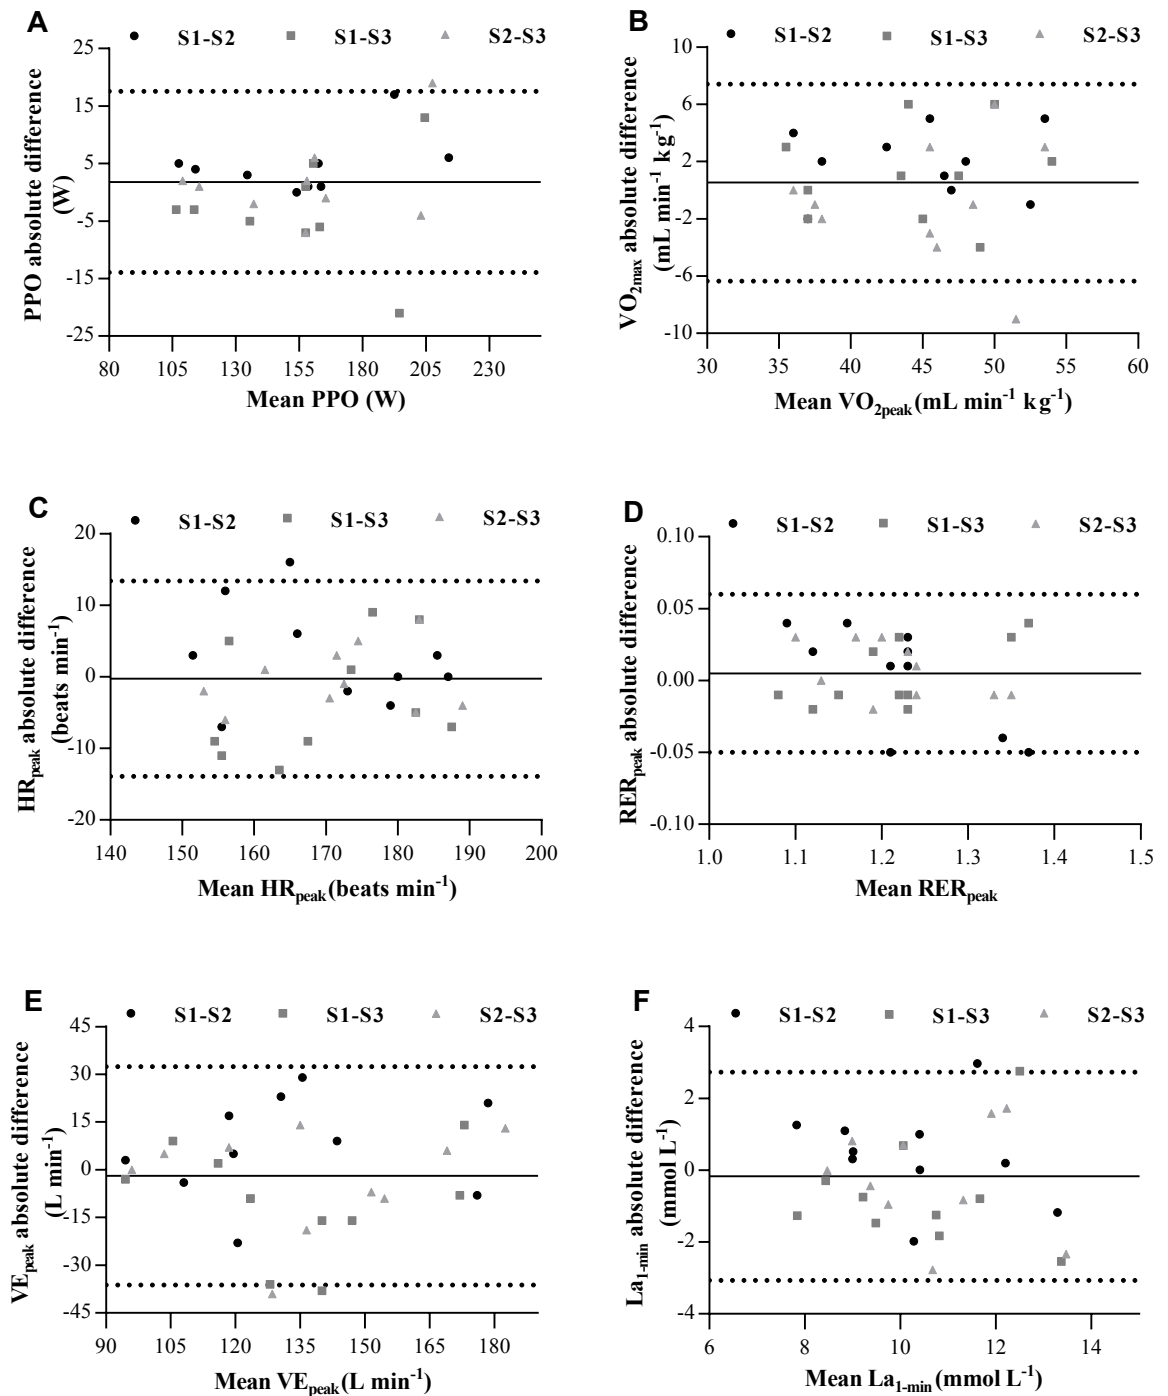 A
S1-S2 S1-S3 S2-S3
25
15
5
-5
-15
-25
PPO absolute difference
(W)
80 105 130 155 180 205 230
Mean PPO (W)
B
S1-S2 S1-S3 S2-S3
10
6
2
-2
-6
-10
VO2max absolute difference
(mL min-1 kg-1)
30 35 40 45 50 55 60
Mean VO2peak (mL min-1 kg-1)
C
S1-S2 S1-S3 S2-S3
20
10
0
-10
-20
HRpeak absolute difference
(beats min-1)
140 150 160 170 180 190 200
Mean HRpeak (beats min-1)
D
S1-S2 S1-S3 S2-S3
0.10
0.05
0.00
-0.05
-0.10
RERpeak absolute difference
1.0 1.1 1.2 1.3 1.4 1.5
Mean RERpeak
E
S1-S2 S1-S3 S2-S3
45
30
15
0
-15
-30
-45
VEpeak absolute difference
(L min-1)
90 105 120 135 150 165 180
Mean VEpeak (L min-1)
F
S1-S2 S1-S3 S2-S3
4
2
0
-2
-4
La1-min absolute difference
(mmol L-1)
6 8 10 12 14
Mean La1-min (mmol L-1)